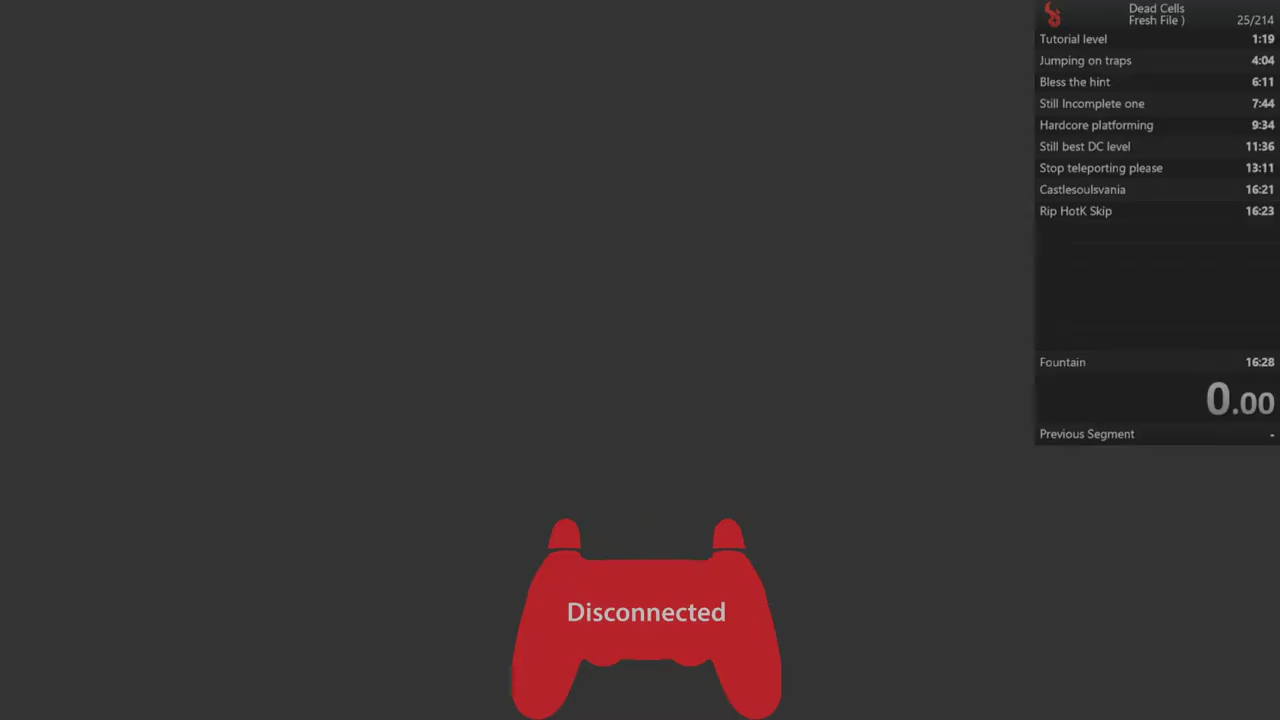 Dead Cells
Fresh File )
25/214
Tutorial level 1:19
Jumping on traps 4:04
Bless the hint 6:11
Still Incomplete one 7:44
Hardcore platforming 9:34
Still best DC level 11:36
Stop teleporting please 13:11
Castlesoulsvania 16:21
Rip HotK Skip 16:23
Fountain 16:28
0.00
Previous Segment -
Disconnected